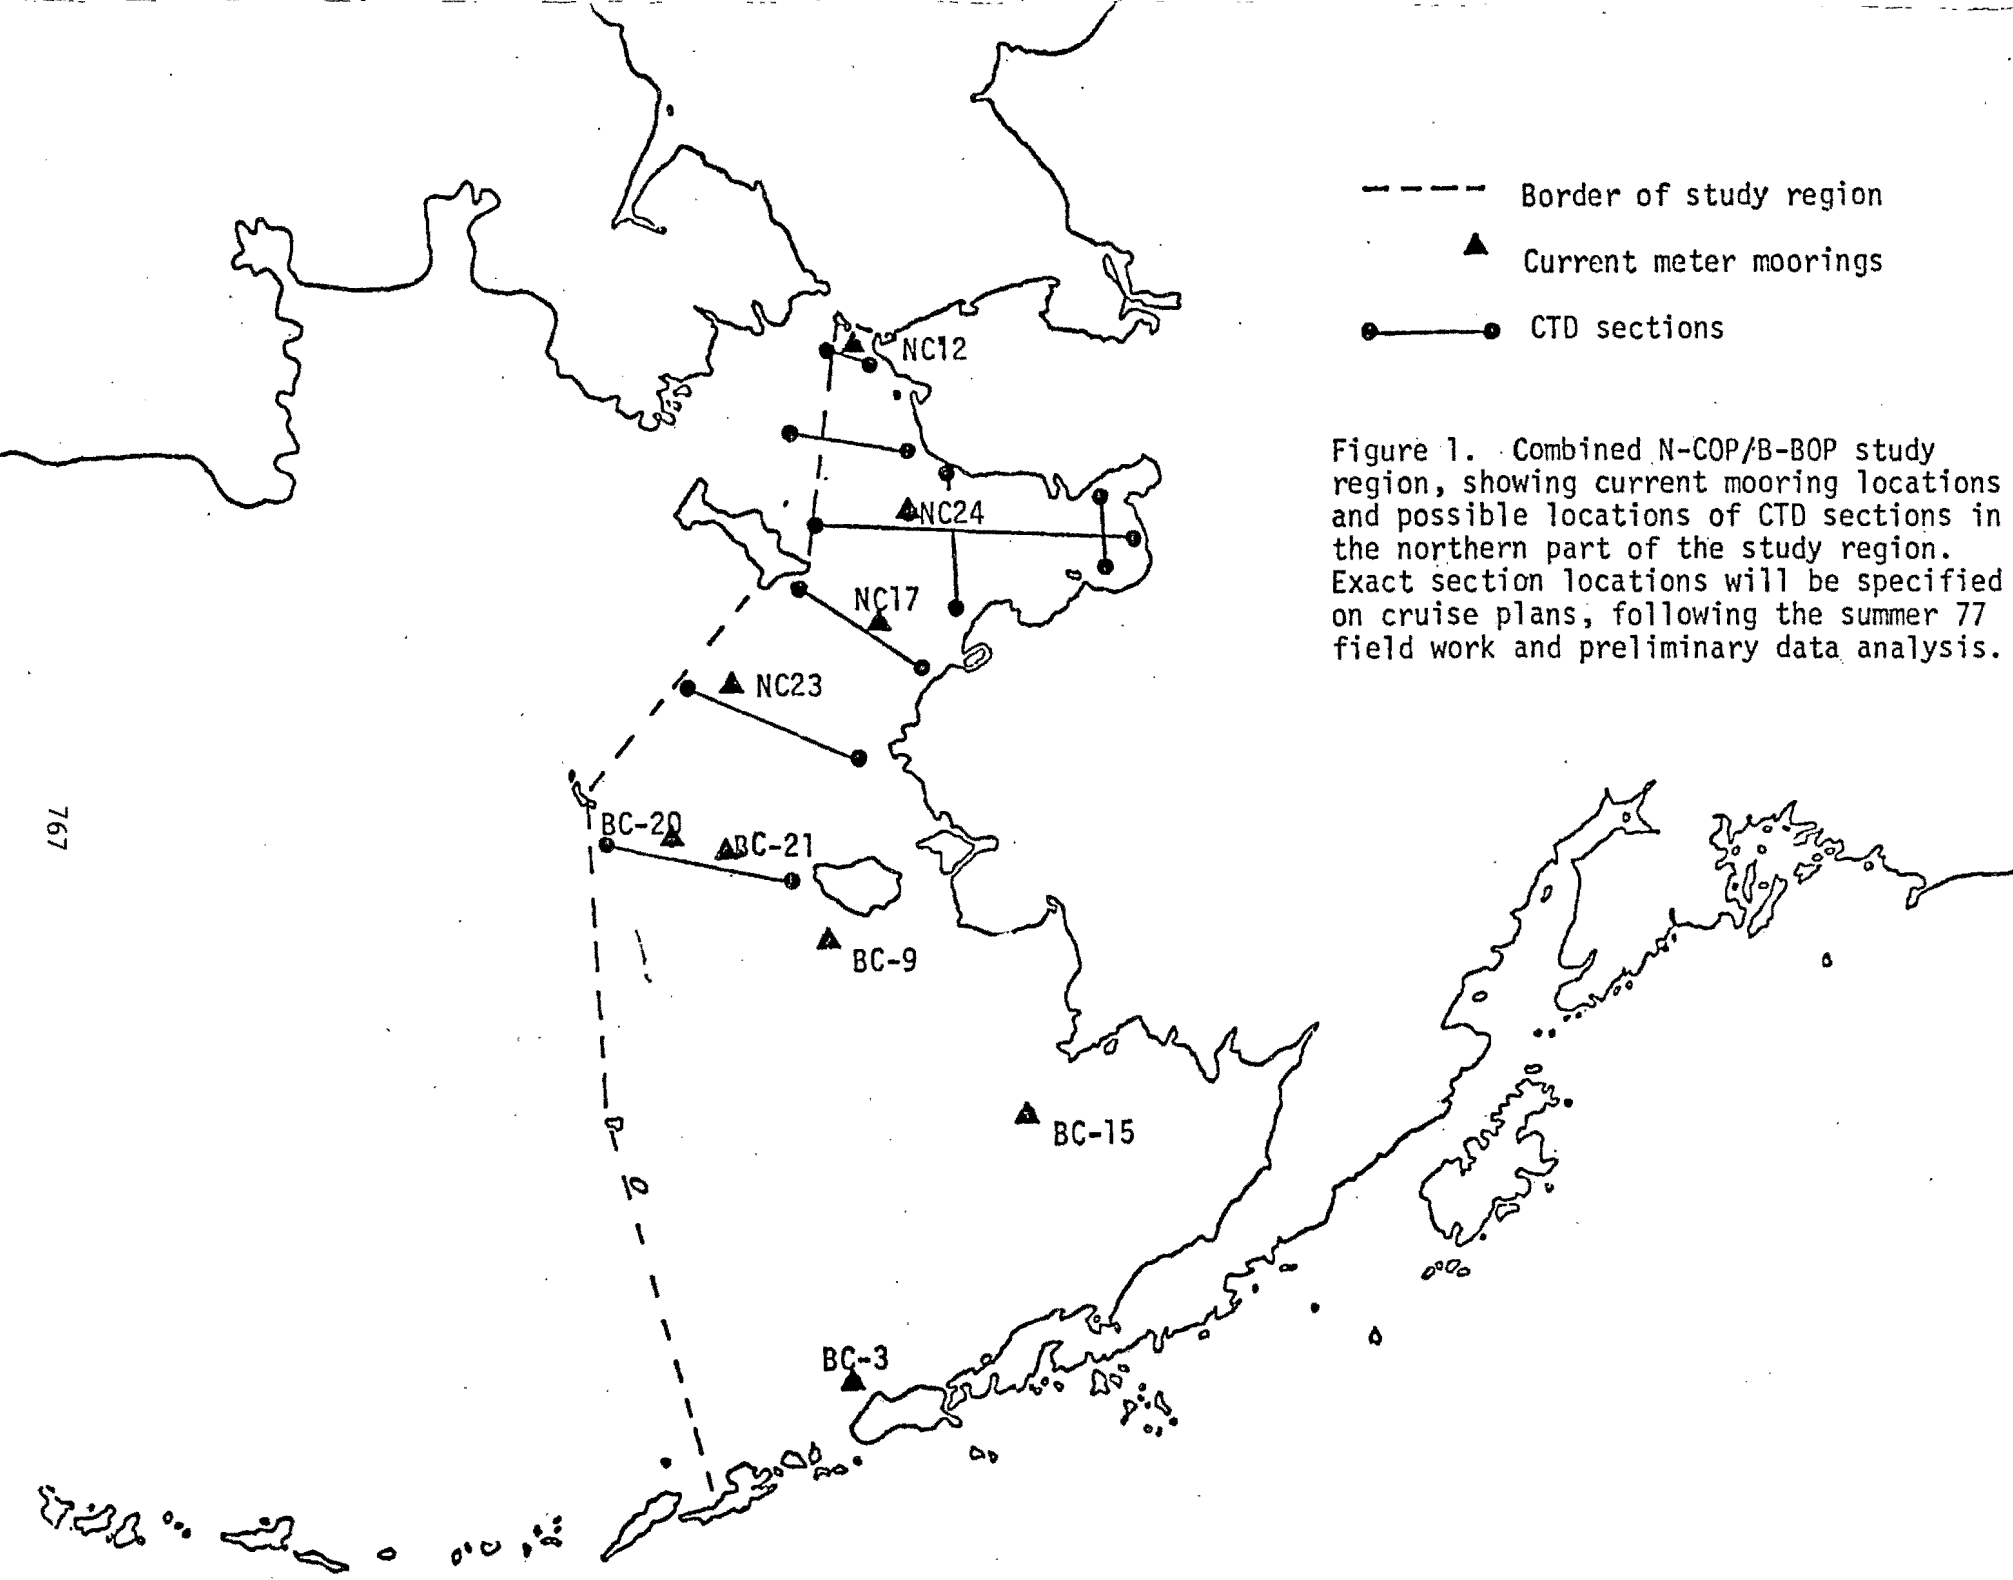 Border of study region
Current meter moorings
CTD sections
NC12
Figure 1. Combined N-COP/B-BOP study
region, showing current mooring locations
and possible locations of CTD sections in
the northern part of the study region.
Exact section locations will be specified
on cruise plans, following the summer 77
field work and preliminary data analysis.
NC24
NC17
NC23
767
BC-20
BC-21
BC-9
BC-15
BC-3